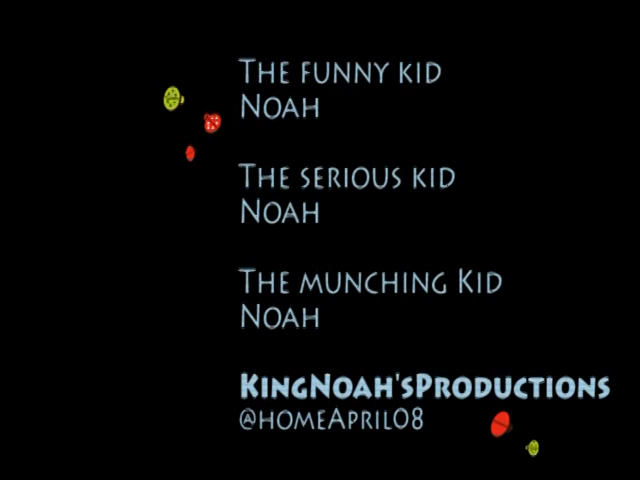 The funny kid
Noah
The serious kid
Noah
The munching Kid
Noah
KingNoah'sProductions
@homeApril08